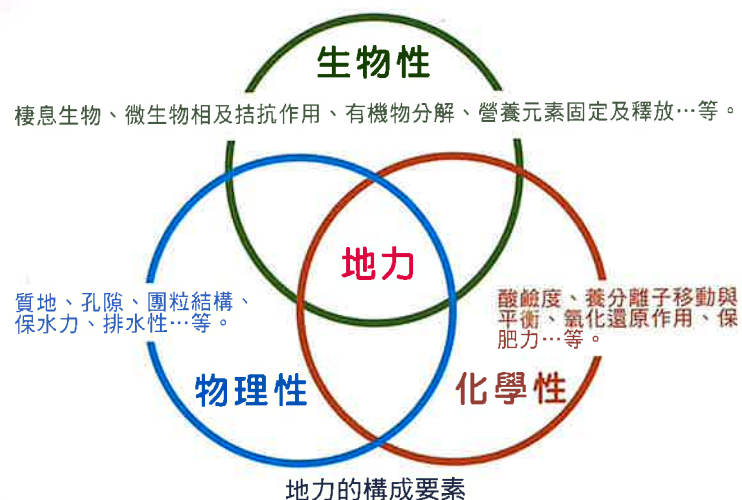 生物性
棲息生物、微生物相及拮抗作用、有機物分解、營養元素固定及釋放…等。
地力
質地、孔隙、團粒結構、
保水力、排水性…等。
酸鹼度、養分離子移動與
平衡、氧化還原作用、保
肥力…等。
物理性
化學性
地力的構成要素